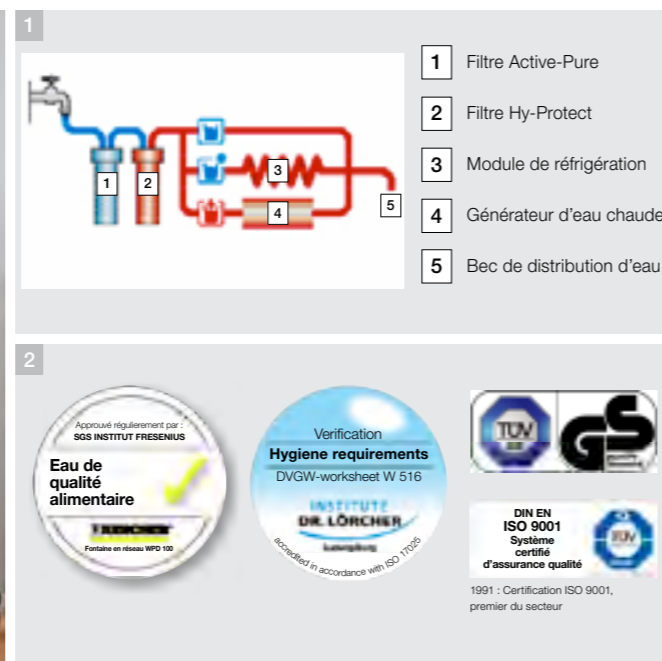 1
1 Filtre Active-Pure
2 Filtre Hy-Protect
3 Module de réfrigération
4 Générateur d'eau chaude
5 Bec de distribution d'eau
1
2
3
4
5
2
Approuvé régulièrement par :
SGS INSTITUT FRESENIUS
Eau de
qualité
alimentaire
KÄRCHER
Fontaine en réseau WPD 100
Verification
Hygiene requirements
DVGW-worksheet W 516
INSTITUTE
DR. LÖRCHER
Ludwigsburg
accredited in accordance with ISO 17025
TÜV
GS
DIN EN
ISO 9001
Système
certifié
d'assurance qualité
TÜV
1991 : Certification ISO 9001,
premier du secteur